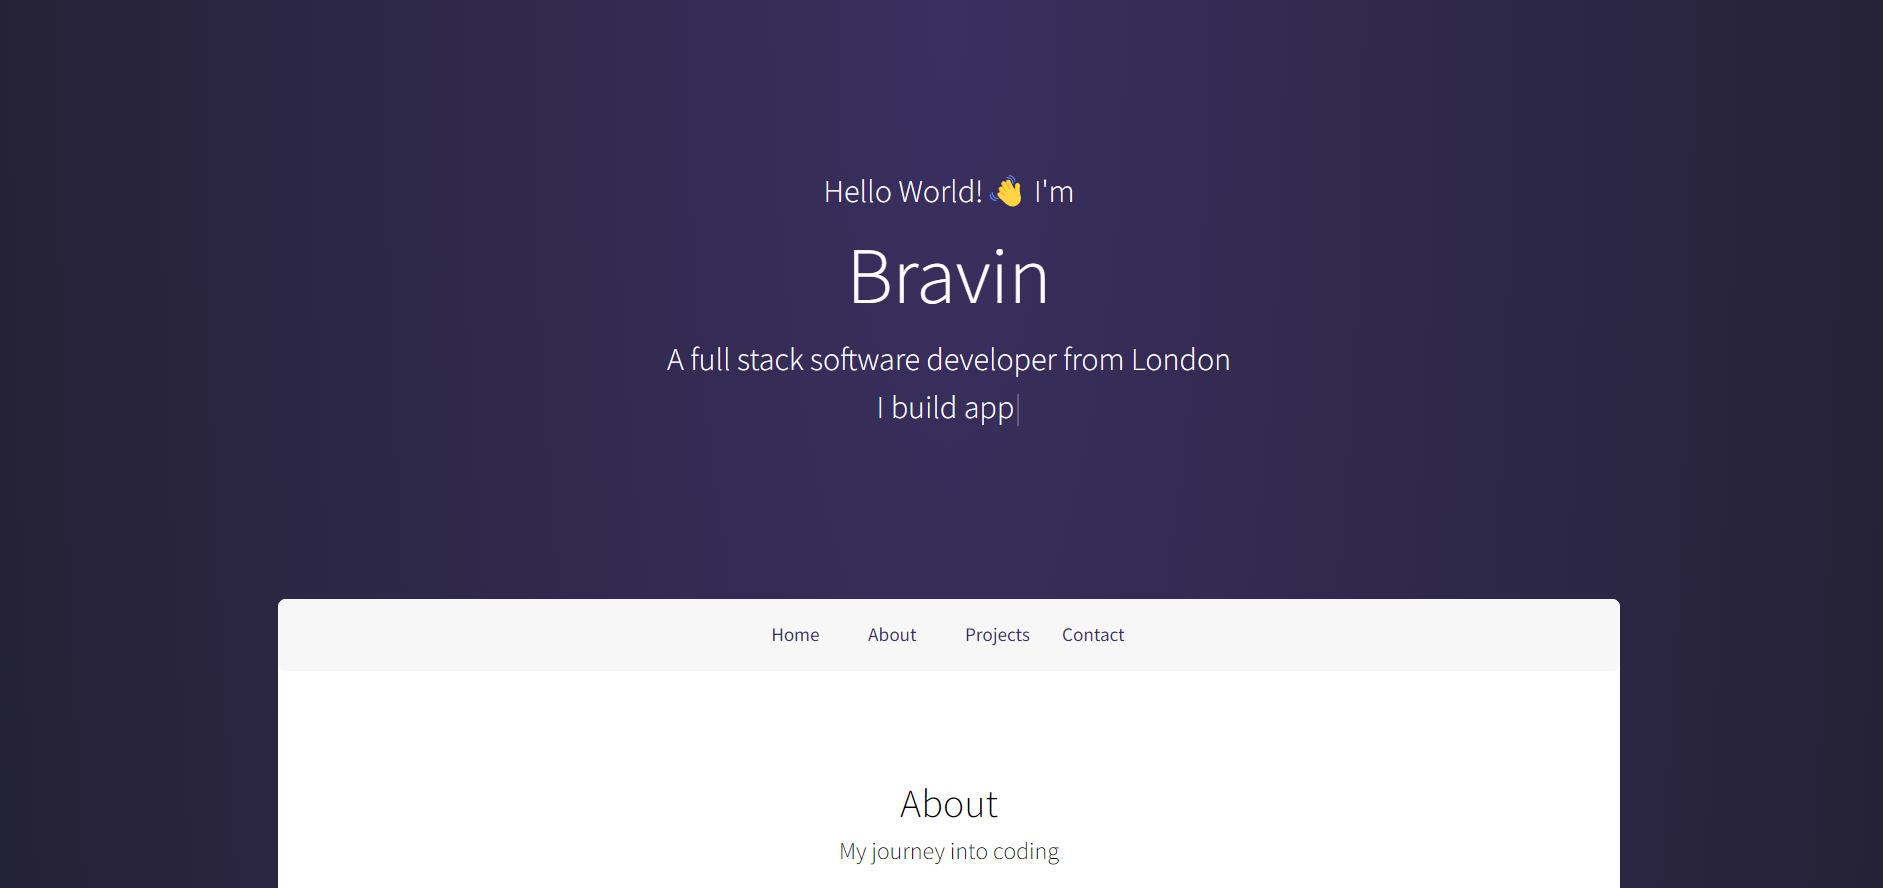 Hello World! 👋 I'm
Bravin
A full stack software developer from London
I build app
Home About Projects Contact
About
My journey into coding